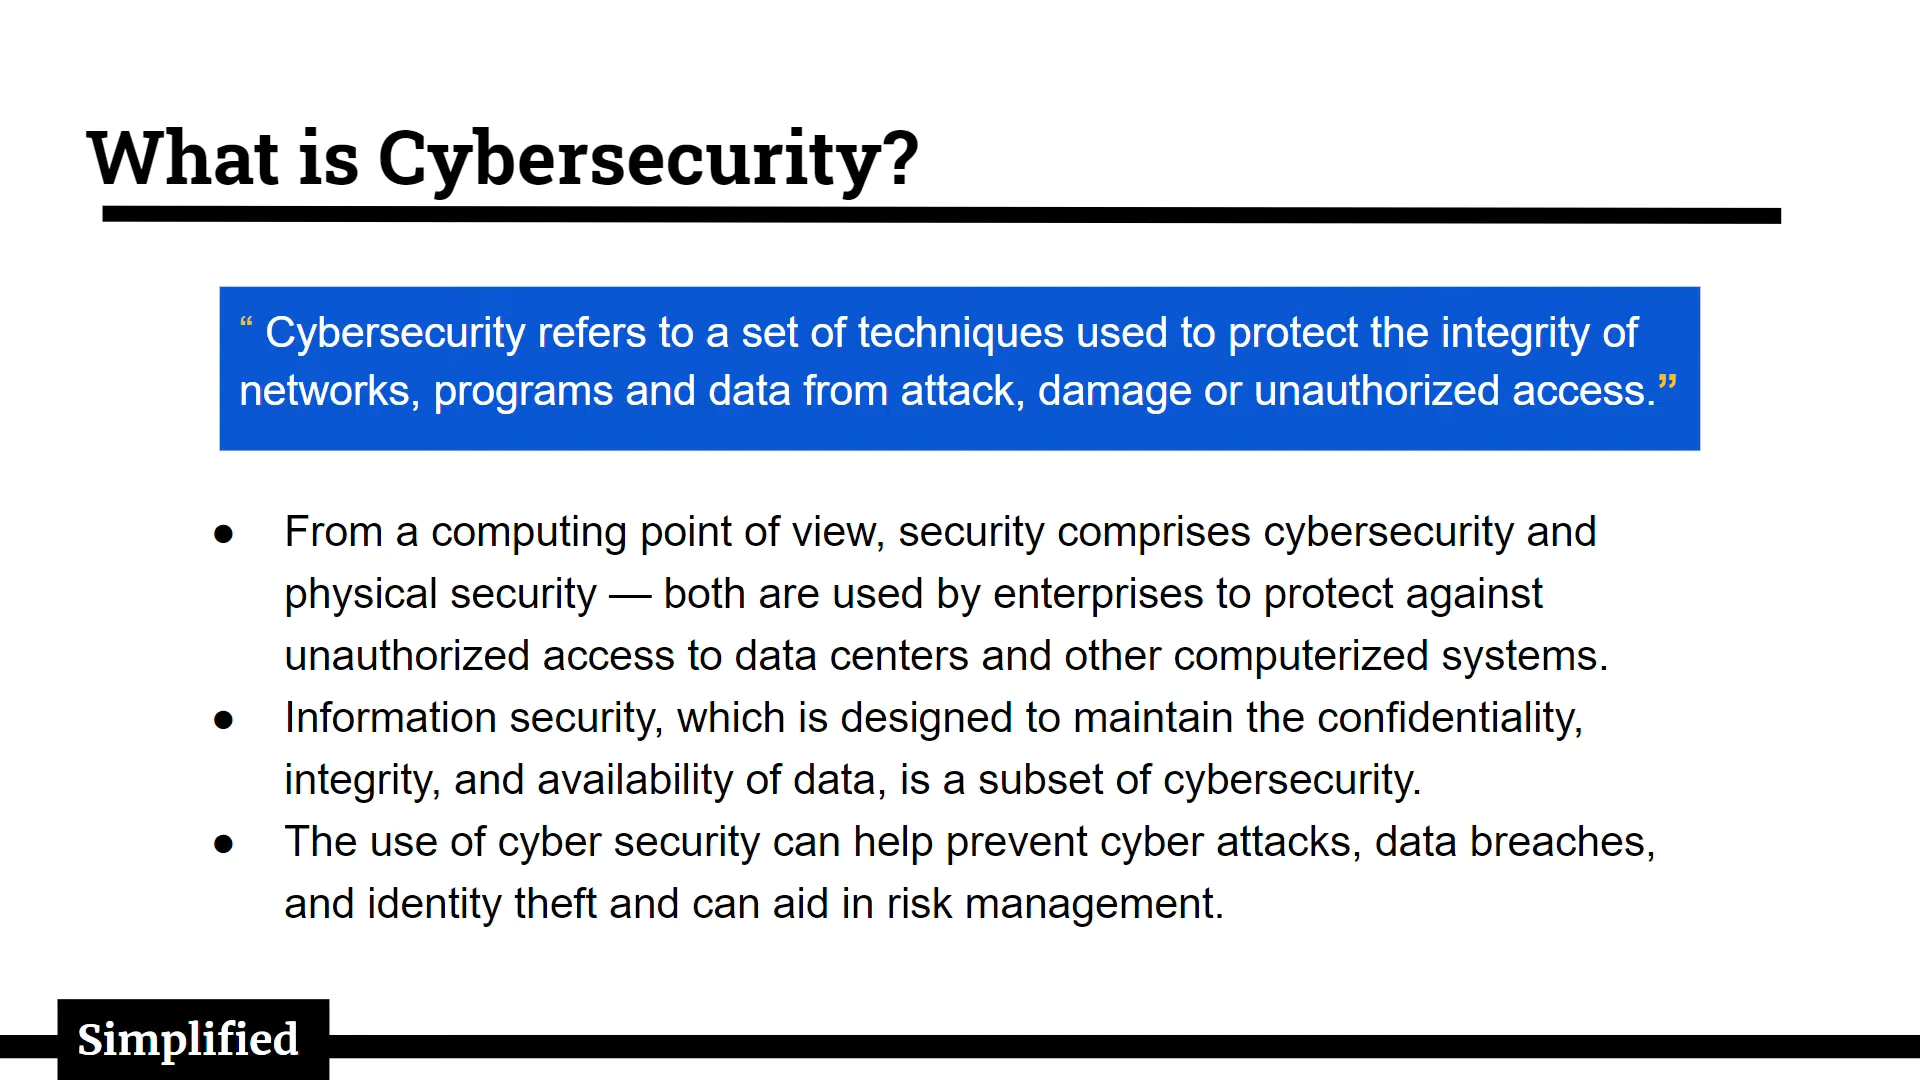 What is Cybersecurity?
“ Cybersecurity refers to a set of techniques used to protect the integrity of
networks, programs and data from attack, damage or unauthorized access.”
● From a computing point of view, security comprises cybersecurity and
physical security — both are used by enterprises to protect against
unauthorized access to data centers and other computerized systems.
● Information security, which is designed to maintain the confidentiality,
integrity, and availability of data, is a subset of cybersecurity.
● The use of cyber security can help prevent cyber attacks, data breaches,
and identity theft and can aid in risk management.
Simplified